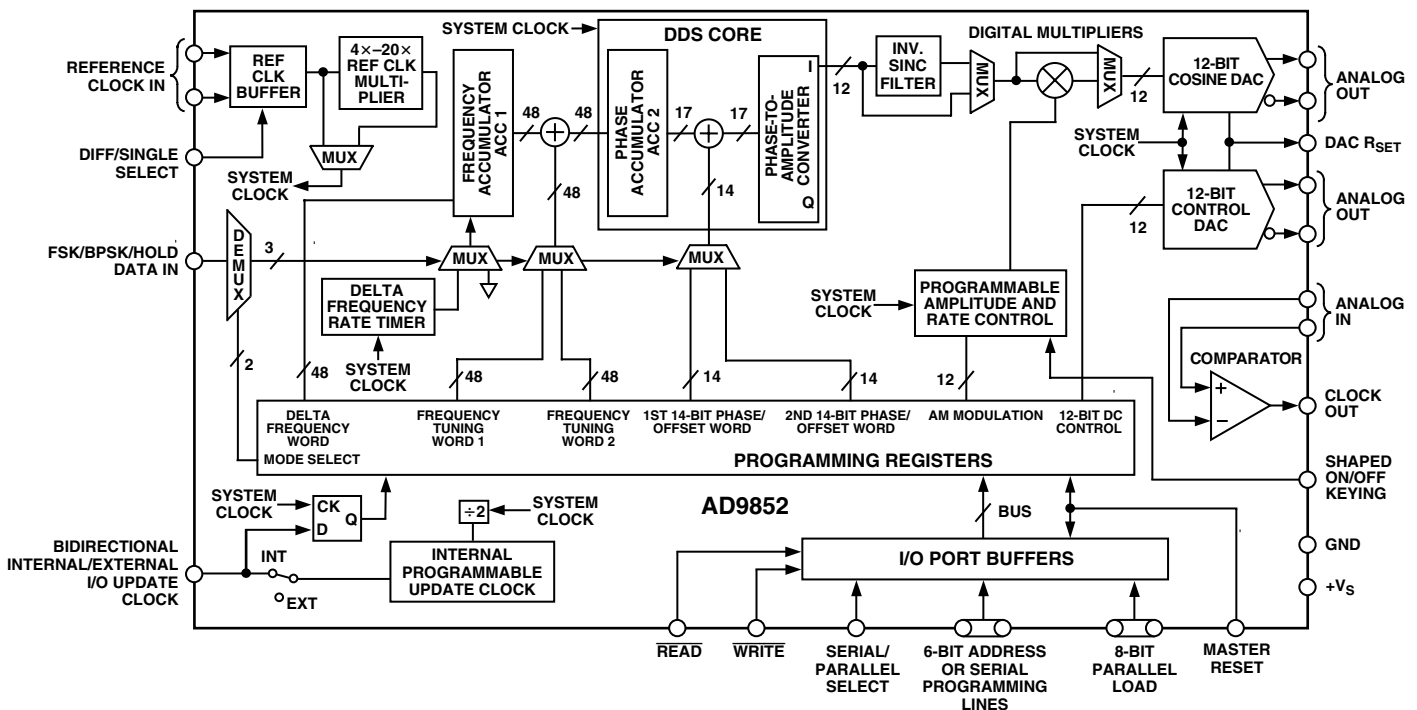 SYSTEM CLOCK
DDS CORE
DIGITAL MULTIPLIERS
REFERENCE
CLOCK IN
REF
CLK
BUFFER
4×–20×
REF CLK
MULTI-
PLIER
MUX
SYSTEM
CLOCK
DIFF/SINGLE
SELECT
FREQUENCY
ACCUMULATOR
ACC 1
48
48
48
PHASE
ACCUMULATOR
ACC 2
17
17
14
PHASE-TO-
AMPLITUDE
CONVERTER
I
Q
12
INV.
SINC
FILTER
MUX
MUX
12
12-BIT
COSINE DAC
ANALOG
OUT
SYSTEM
CLOCK
DAC RSET
12
12-BIT
CONTROL
DAC
ANALOG
OUT
FSK/BPSK/HOLD
DATA IN
DEMUX
3
MUX
MUX
MUX
DELTA
FREQUENCY
RATE TIMER
SYSTEM
CLOCK
SYSTEM
CLOCK
PROGRAMMABLE
AMPLITUDE AND
RATE CONTROL
ANALOG
IN
COMPARATOR
+
–
CLOCK
OUT
2
48
48
48
14
14
12
DELTA
FREQUENCY
WORD
FREQUENCY
TUNING
WORD 1
FREQUENCY
TUNING
WORD 2
1ST 14-BIT PHASE/
OFFSET WORD
2ND 14-BIT PHASE/
OFFSET WORD
AM MODULATION
12-BIT DC
CONTROL
MODE SELECT
PROGRAMMING REGISTERS
SHAPED
ON/OFF
KEYING
SYSTEM
CLOCK
CK
Q
D
÷2
SYSTEM
CLOCK
AD9852
BUS
BIDIRECTIONAL
INTERNAL/EXTERNAL
I/O UPDATE
CLOCK
INT
EXT
INTERNAL
PROGRAMMABLE
UPDATE CLOCK
I/O PORT BUFFERS
GND
+VS
READ
WRITE
SERIAL/
PARALLEL
SELECT
6-BIT ADDRESS
OR SERIAL
PROGRAMMING
LINES
8-BIT
PARALLEL
LOAD
MASTER
RESET